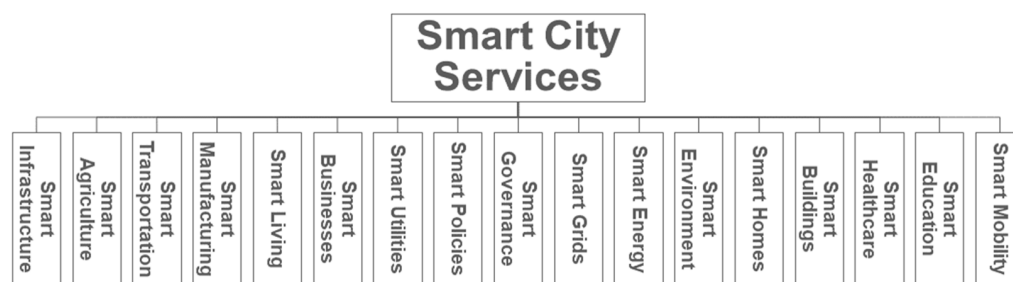 Smart City
Services
Smart
Infrastructure
Smart
Agriculture
Smart
Transportation
Smart
Manufacturing
Smart Living
Smart
Businesses
Smart Utilities
Smart Policies
Smart
Governance
Smart Grids
Smart Energy
Smart
Environment
Smart Homes
Smart
Buildings
Smart
Healthcare
Smart
Education
Smart Mobility